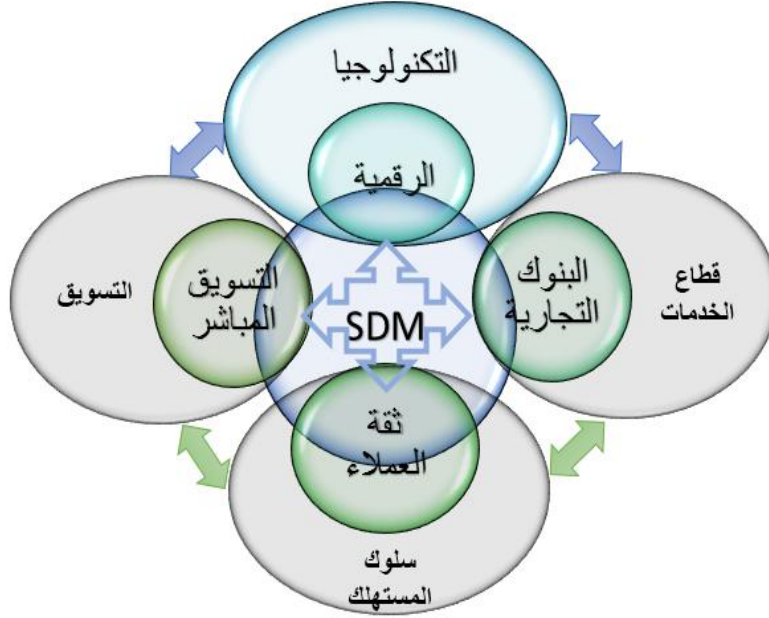 التكنولوجيا
الرقمية
قطاع
الخدمات
البنوك
التجارية
SDM
التسويق
المباشر
التسويق
ثقة
العملاء
سلوك
المستهلك